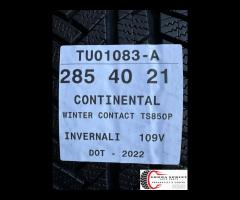 TU01083-A
285 40 21
CONTINENTAL
WINTER CONTACT TS850P
INVERNALI 109V
DOT - 2022